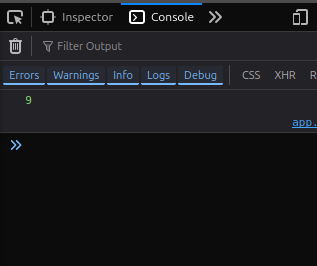 Inspector Console
Filter Output
Errors Warnings Info Logs Debug CSS XHR R
9
app.